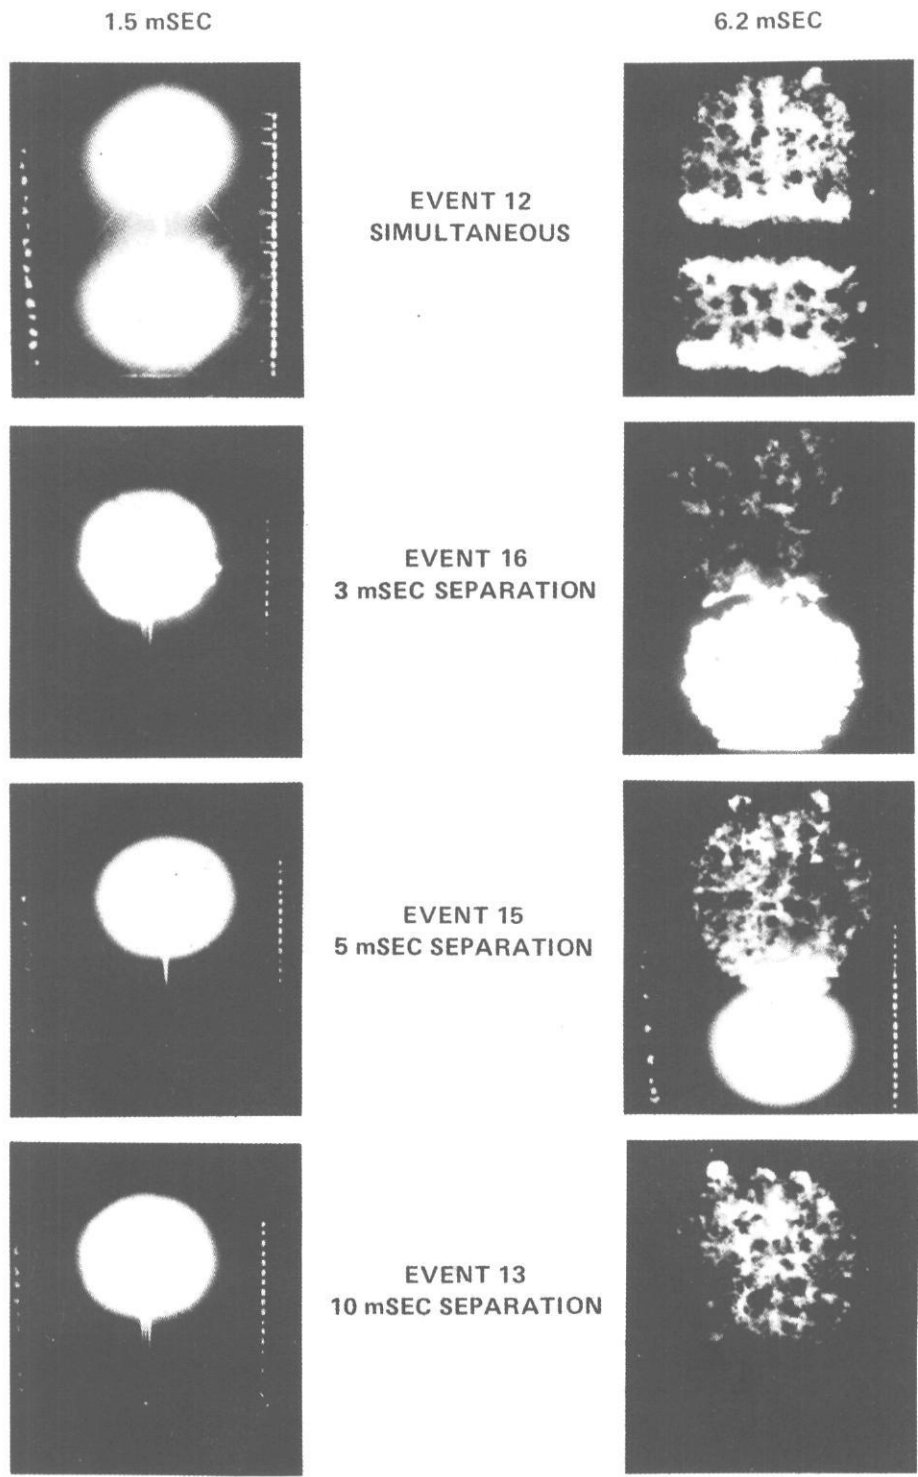 1.5 mSEC
6.2 mSEC
EVENT 12
SIMULTANEOUS
EVENT 16
3 mSEC SEPARATION
EVENT 15
5 mSEC SEPARATION
EVENT 13
10 mSEC SEPARATION